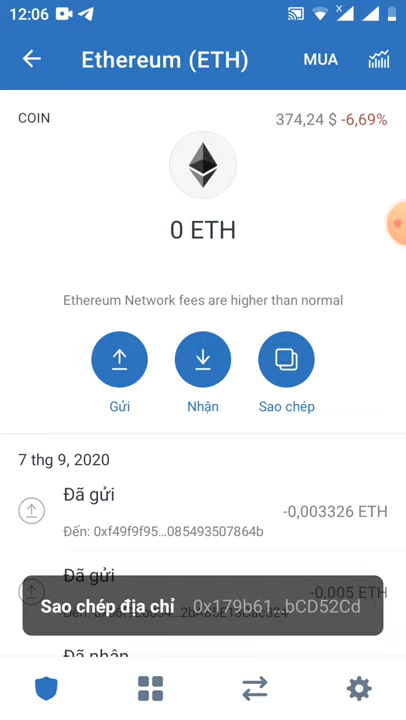 12:06
Ethereum (ETH)
MUA
COIN
374,24 $ -6,69%
0 ETH
Ethereum Network fees are higher than normal
Gửi
Nhận
Sao chép
7 thg 9, 2020
Đã gửi
-0,003326 ETH
Đến: 0xf49f9f95...085493507864b
Đã gửi
-0,005 ETH
Sao chép địa chỉ 0x179b61...bCD52Cd
Đã nhận